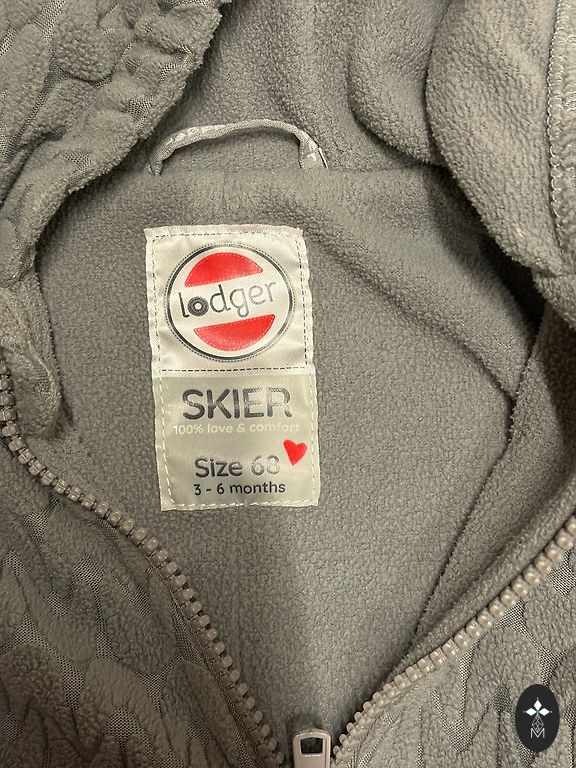 lodger
SKIER
100% love & comfort
Size 68
3 - 6 months